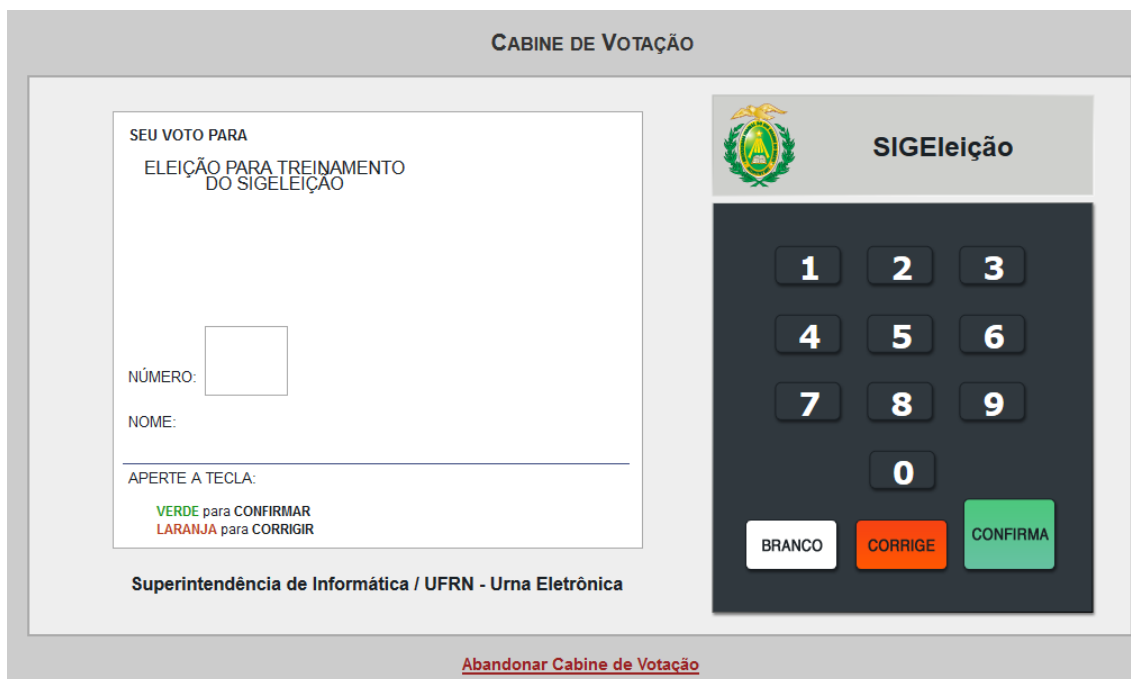 CABINE DE VOTAÇÃO
SEU VOTO PARA
ELEIÇÃO PARA TREINAMENTO
DO SIGELEIÇÃO
NÚMERO:
NOME:
APERTE A TECLA:
VERDE para CONFIRMAR
LARANJA para CORRIGIR
Superintendência de Informática / UFRN - Urna Eletrônica
SIGEleição
1 2 3
4 5 6
7 8 9
0
BRANCO CORRIGE CONFIRMA
Abandonar Cabine de Votação